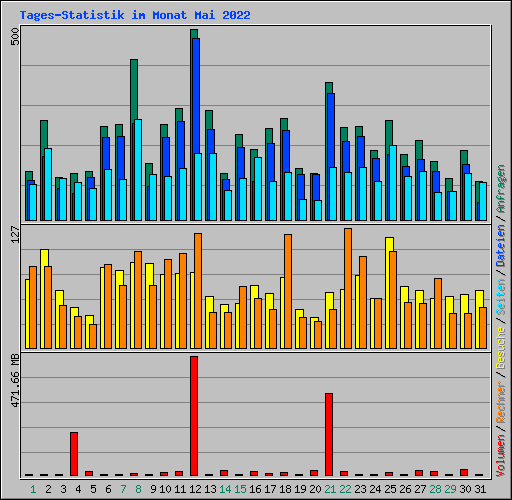 Tages-Statistik im Monat Mai 2022
500
127
471.66 MB
Volumen / Rechner / Besuche / Seiten / Dateien / Anfragen
1 2 3 4 5 6 7 8 9 10 11 12 13 14 15 16 17 18 19 20 21 22 23 24 25 26 27 28 29 30 31